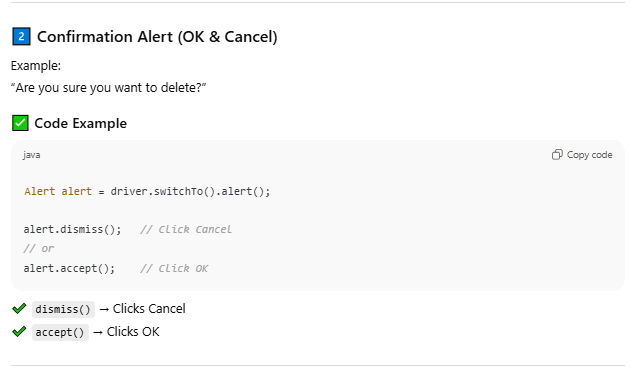 2 Confirmation Alert (OK & Cancel)
Example:
“Are you sure you want to delete?”
✅ Code Example
java
Copy code
Alert alert = driver.switchTo().alert();
alert.dismiss();   // Click Cancel
// or
alert.accept();    // Click OK
✔ dismiss() → Clicks Cancel
✔ accept() → Clicks OK